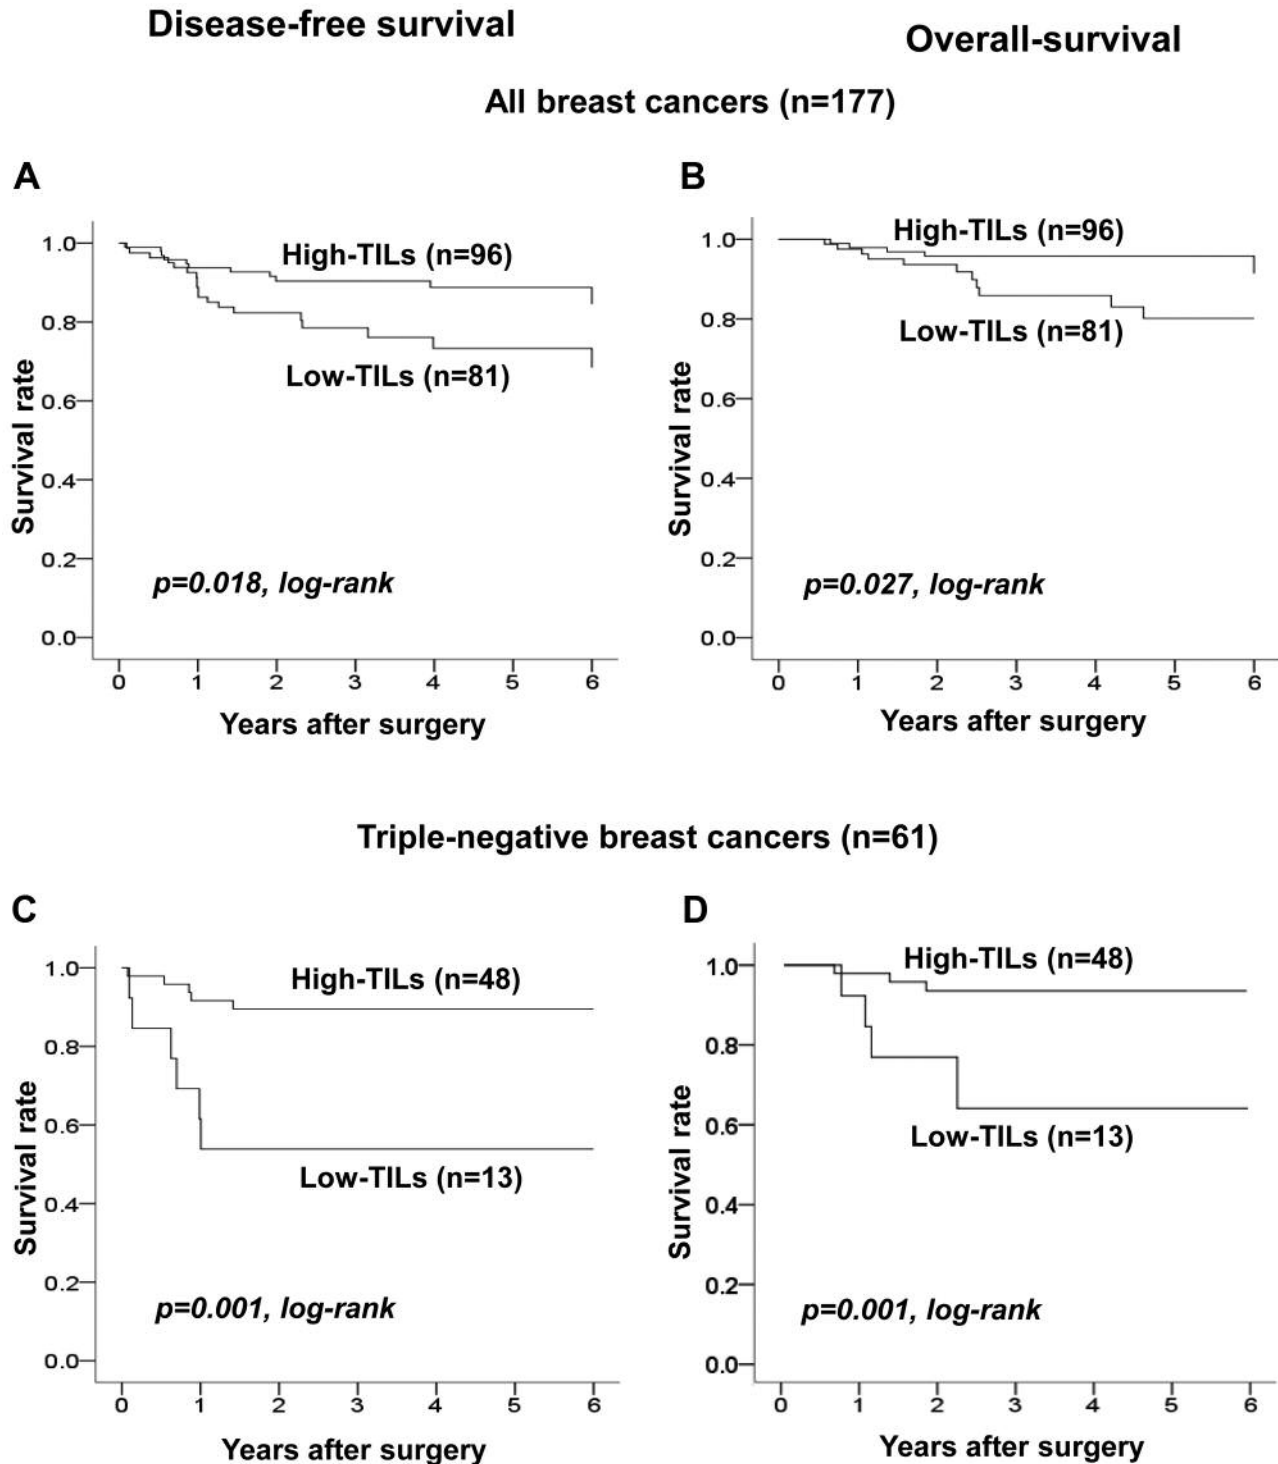 Disease-free survival
Overall-survival
All breast cancers (n=177)
A
B
1.0
0.8
0.6
0.4
0.2
0.0
Survival rate
High-TILs (n=96)
Low-TILs (n=81)
p=0.018, log-rank
0 1 2 3 4 5 6
Years after surgery
1.0
0.8
0.6
0.4
0.2
0.0
Survival rate
High-TILs (n=96)
Low-TILs (n=81)
p=0.027, log-rank
0 1 2 3 4 5 6
Years after surgery
Triple-negative breast cancers (n=61)
C
D
1.0
0.8
0.6
0.4
0.2
0.0
Survival rate
High-TILs (n=48)
Low-TILs (n=13)
p=0.001, log-rank
0 1 2 3 4 5 6
Years after surgery
1.0
0.8
0.6
0.4
0.2
0.0
Survival rate
High-TILs (n=48)
Low-TILs (n=13)
p=0.001, log-rank
0 1 2 3 4 5 6
Years after surgery